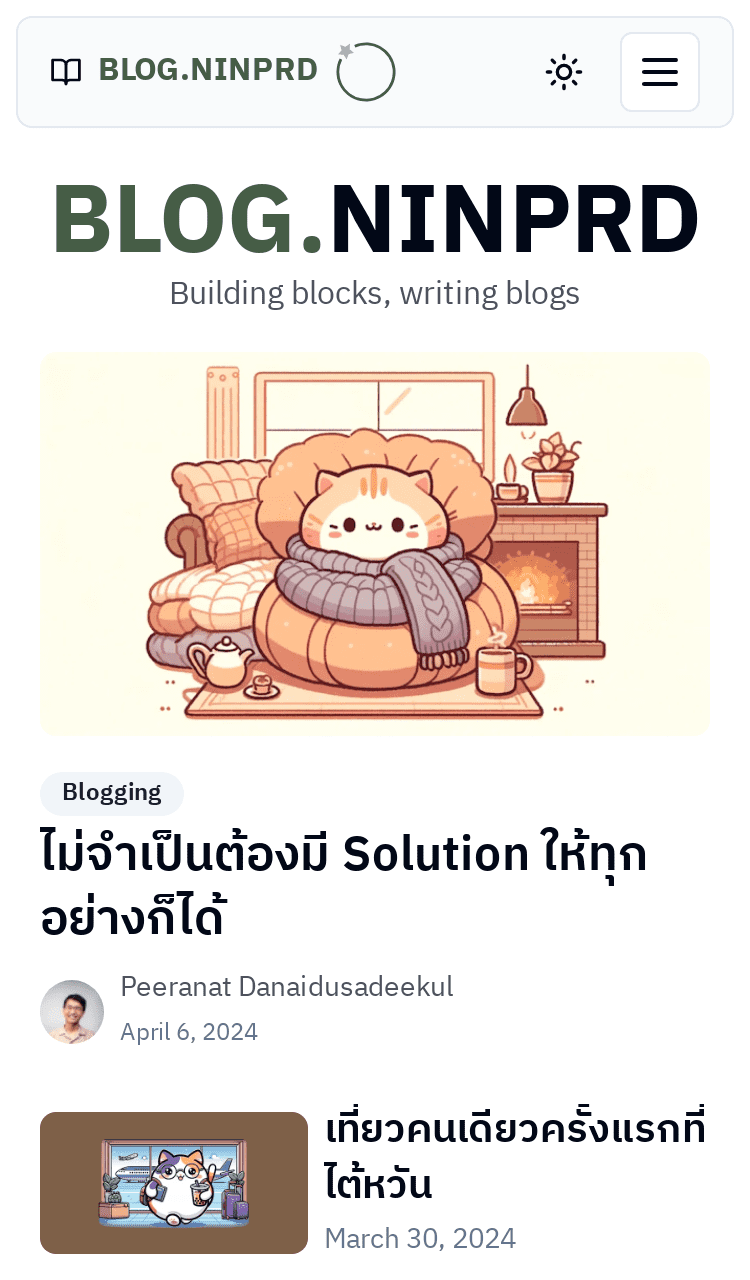 BLOG.NINPRD
BLOG.NINPRD
Building blocks, writing blogs
Blogging
ไม่จำเป็นต้องมี Solution ให้ทุก
อย่างก็ได้
Peeranat Danaidusadeekul
April 6, 2024
เที่ยวคนเดียวครั้งแรกที่
ไต้หวัน
March 30, 2024